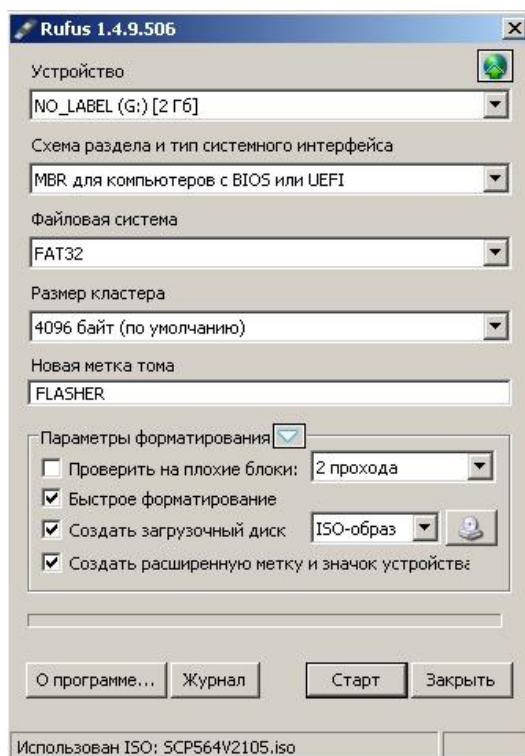 Rufus 1.4.9.506
Устройство
NO_LABEL (G:) [2 Гб]
Схема раздела и тип системного интерфейса
MBR для компьютеров с BIOS или UEFI
Файловая система
FAT32
Размер кластера
4096 байт (по умолчанию)
Новая метка тома
FLASHER
Параметры форматирования
Проверить на плохие блоки: 2 прохода
Быстрое форматирование
Создать загрузочный диск ISO-образ
Создать расширенную метку и значок устройства
О программе... Журнал Старт Закрыть
Использован ISO: SCP564V2105.iso